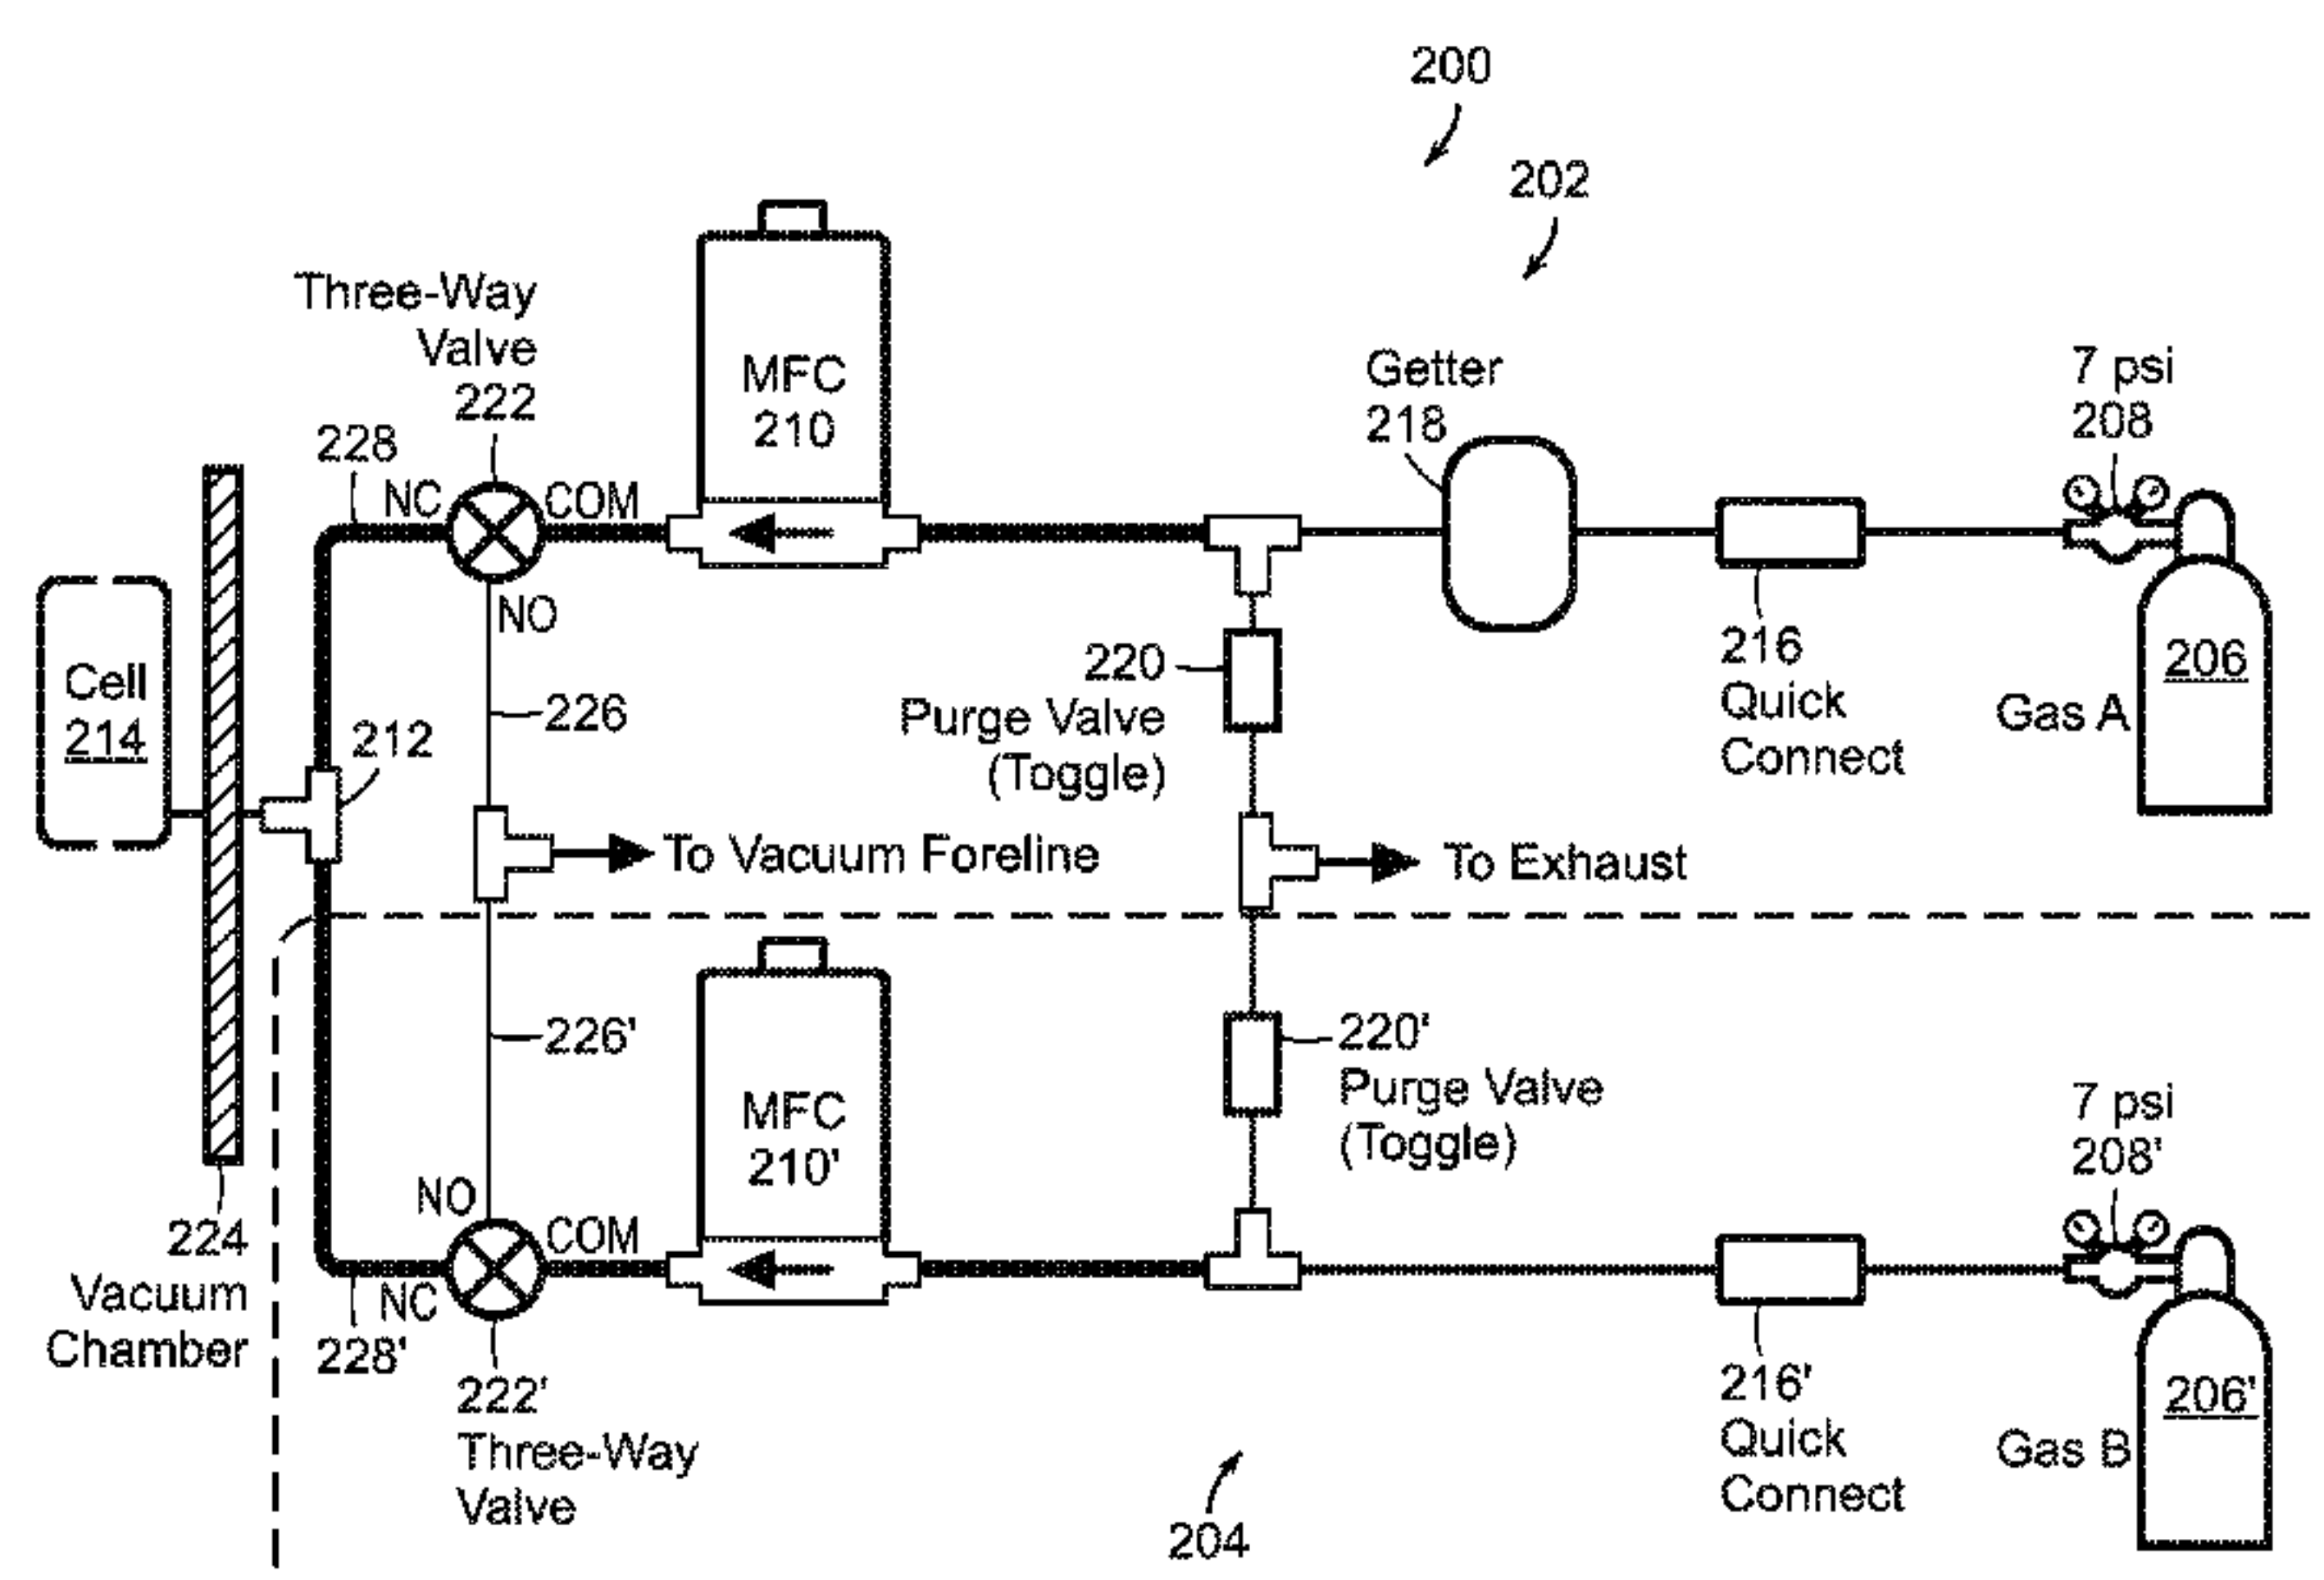 200
202
Three-Way
Valve
222
228
NC
COM
NO
MFC
210
Getter
218
7 psi
208
216
Quick
Connect
206
Gas A
220
Purge Valve
(Toggle)
226
Cell
214
212
To Vacuum Foreline
To Exhaust
226'
MFC
210'
220'
Purge Valve
(Toggle)
7 psi
208'
NO
COM
NC
224
Vacuum
Chamber
228'
222'
Three-Way
Valve
216'
Quick
Connect
206'
Gas B
204